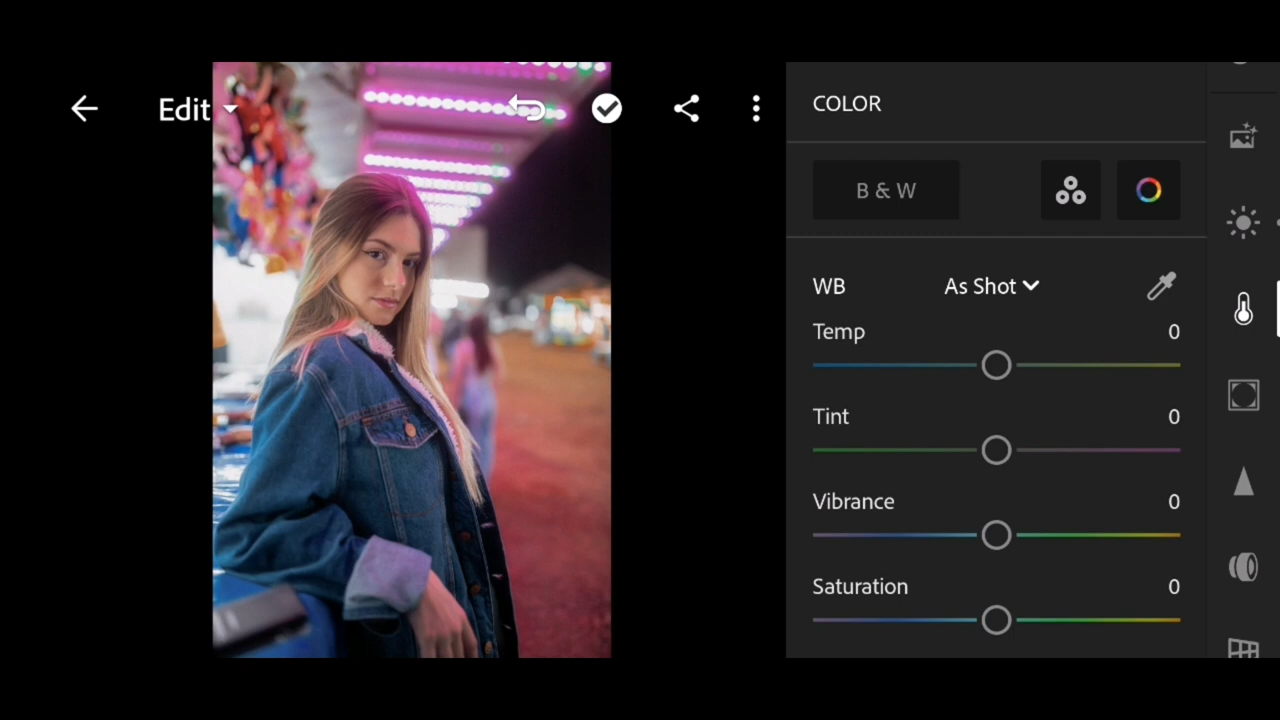 Edit
COLOR
B & W
WB As Shot
Temp 0
Tint 0
Vibrance 0
Saturation 0